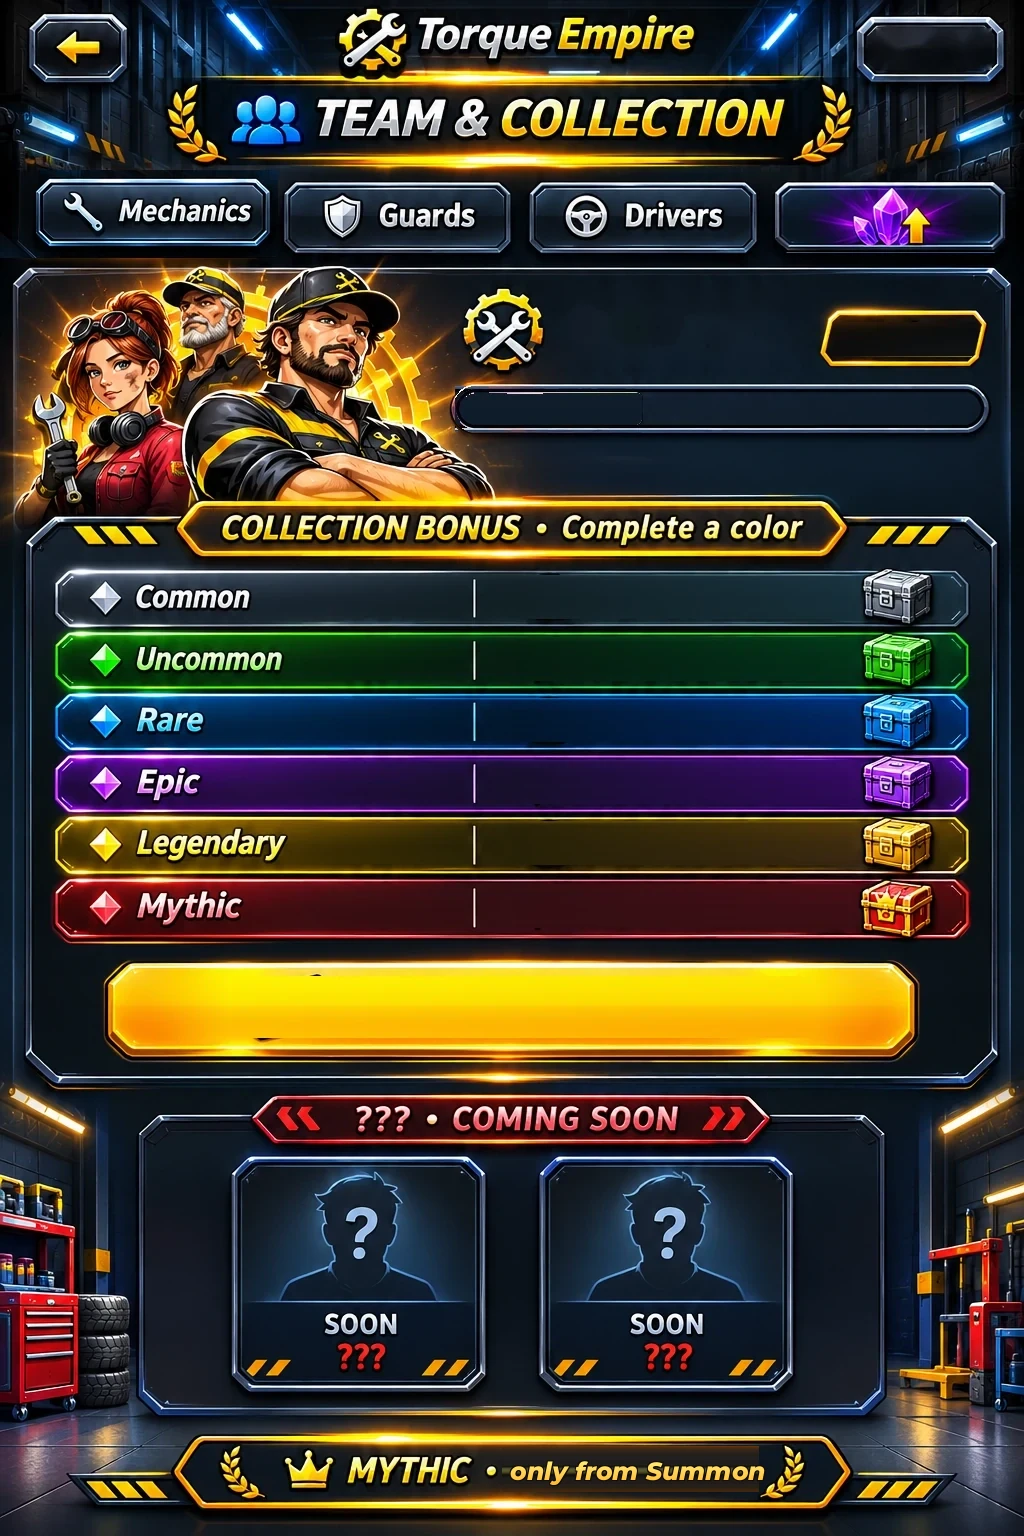 Torque Empire
TEAM & COLLECTION
Mechanics
Guards
Drivers
COLLECTION BONUS • Complete a color
Common
Uncommon
Rare
Epic
Legendary
Mythic
??? • COMING SOON
?
?
SOON
???
SOON
???
MYTHIC • only from Summon